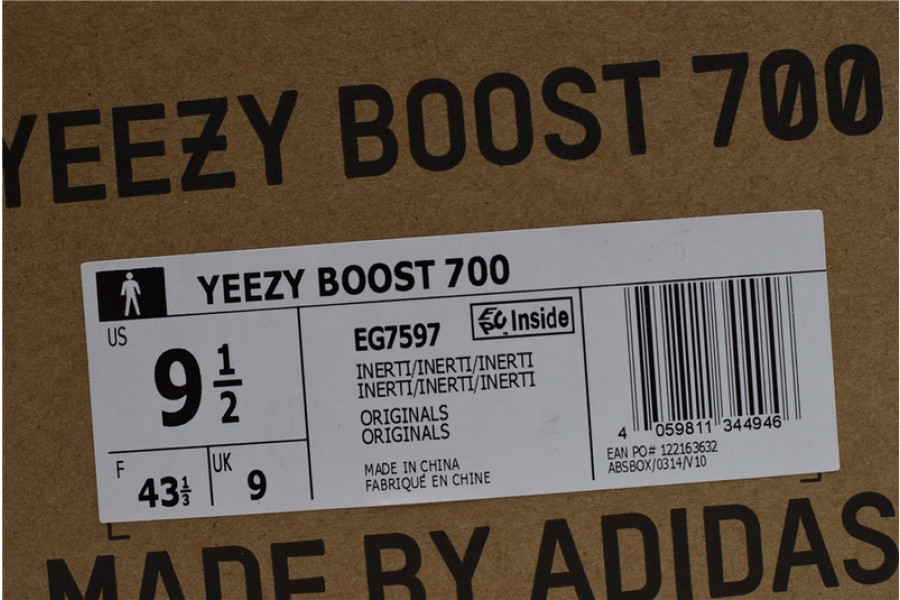 YEEZY BOOST 700
YEEZY BOOST 700
US
9 1/2
F
43 1/3
UK
9
EG7597
Inside
INERTI/INERTI/INERTI
INERTI/INERTI/INERTI
ORIGINALS
ORIGINALS
MADE IN CHINA
FABRIQUÉ EN CHINE
4 059811 344946
EAN PO# 122163632
ABSBOX/0314/V10
MADE BY ADIDAS